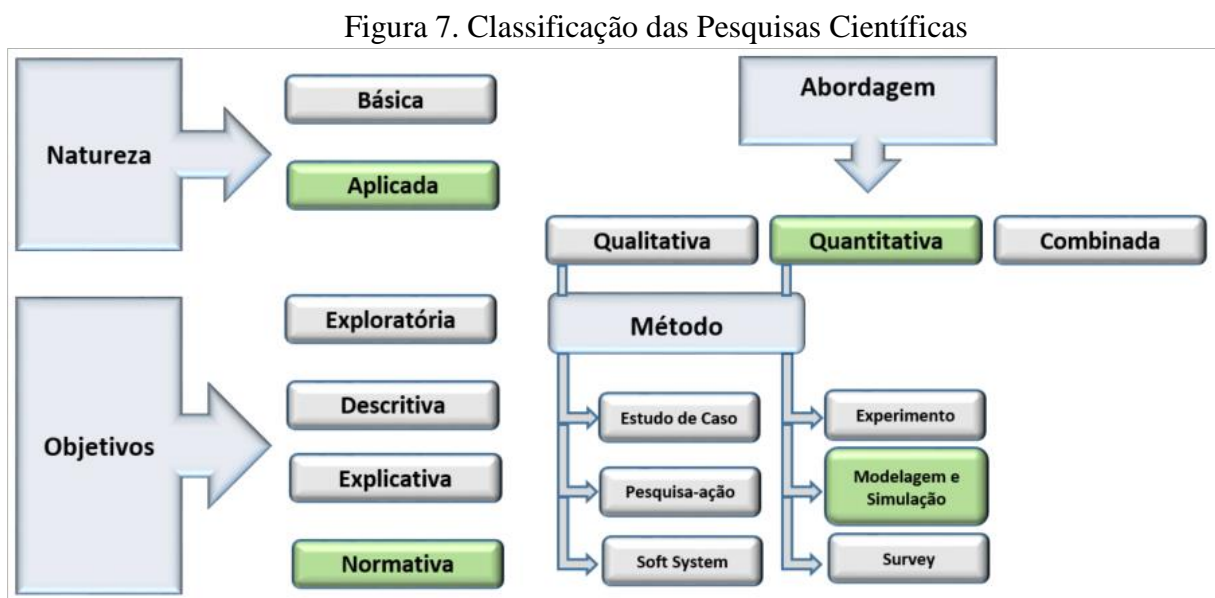 Figura 7. Classificação das Pesquisas Científicas
Natureza
Básica
Aplicada
Objetivos
Exploratória
Descritiva
Explicativa
Normativa
Abordagem
Qualitativa
Quantitativa
Combinada
Método
Estudo de Caso
Pesquisa-ação
Soft System
Experimento
Modelagem e
Simulação
Survey